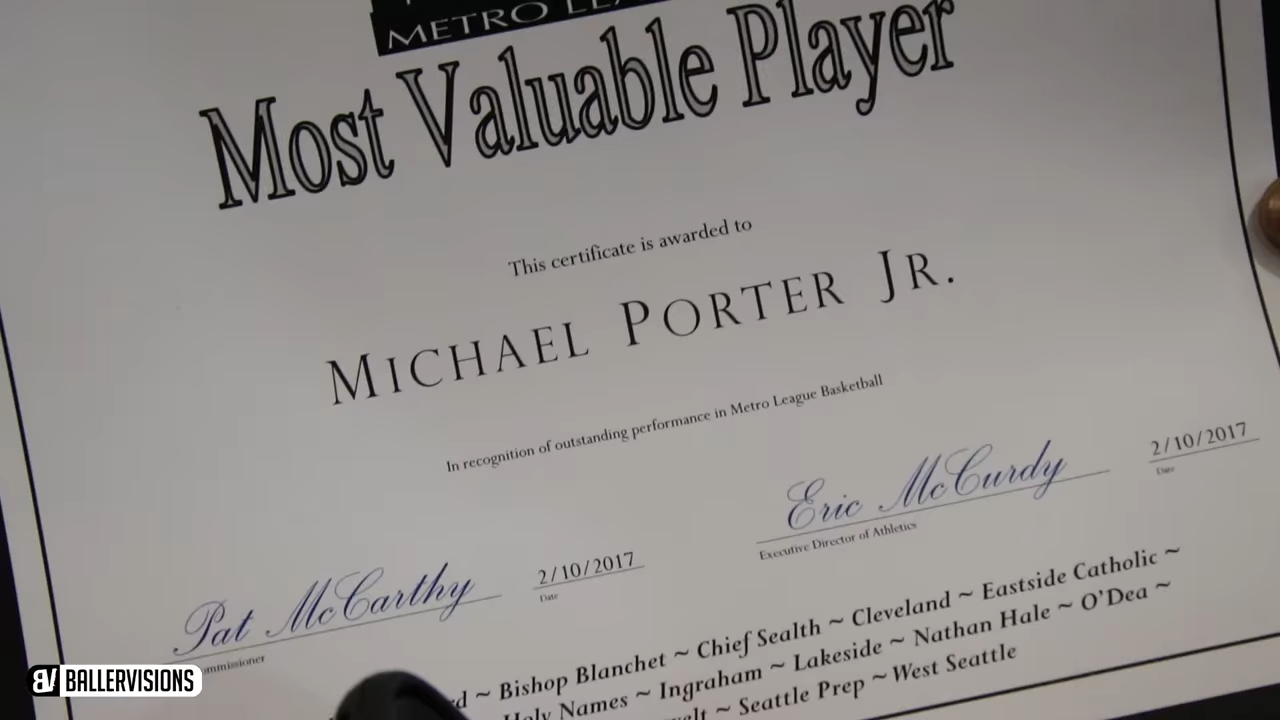 METRO
Most Valuable Player
This certificate is awarded to
MICHAEL PORTER JR.
In recognition of outstanding performance in Metro League Basketball
Eric McCurdy 2/10/2017
Executive Director of Athletics Date
Pat McCarthy 2/10/2017
Date
~ Bishop Blanchet ~ Chief Sealth ~ Cleveland ~ Eastside Catholic ~
Holy Names ~ Ingraham ~ Lakeside ~ Nathan Hale ~ O'Dea ~
~ Seattle Prep ~ West Seattle
BV BALLERVISIONS